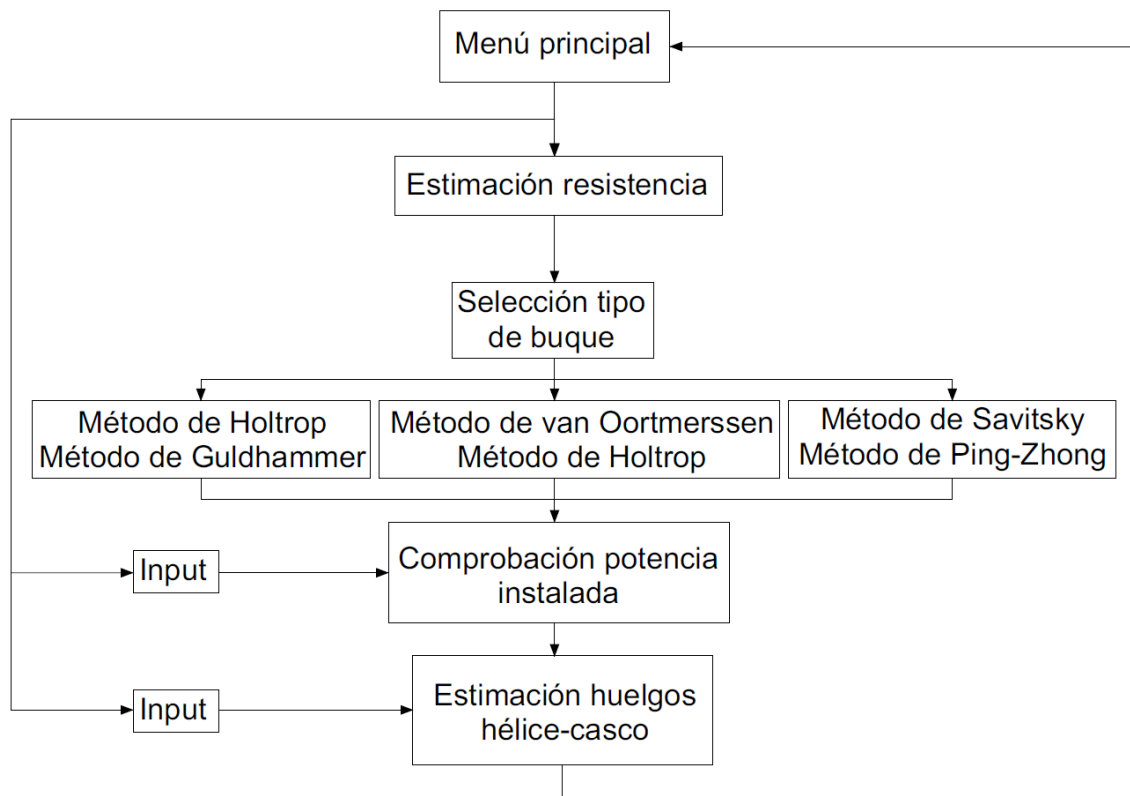 Menú principal
Estimación resistencia
Selección tipo
de buque
Método de Holtrop
Método de Guldhammer
Método de van Oortmerssen
Método de Holtrop
Método de Savitsky
Método de Ping-Zhong
Input
Comprobación potencia
instalada
Input
Estimación huelgos
hélice-casco